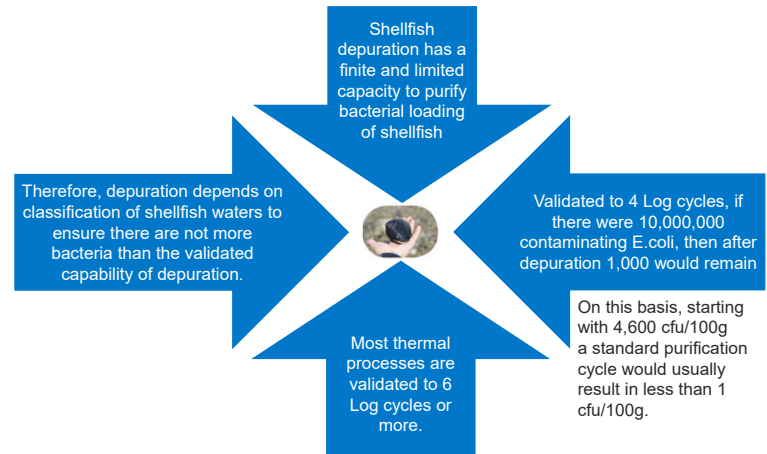 Shellfish
depuration has a
finite and limited
capacity to purify
bacterial loading
of shellfish
Therefore, depuration depends on
classification of shellfish waters to
ensure there are not more
bacteria than the validated
capability of depuration.
Validated to 4 Log cycles, if
there were 10,000,000
contaminating E.coli, then after
depuration 1,000 would remain
On this basis, starting
with 4,600 cfu/100g
a standard purification
cycle would usually
result in less than 1
cfu/100g.
Most thermal
processes are
validated to 6
Log cycles or
more.